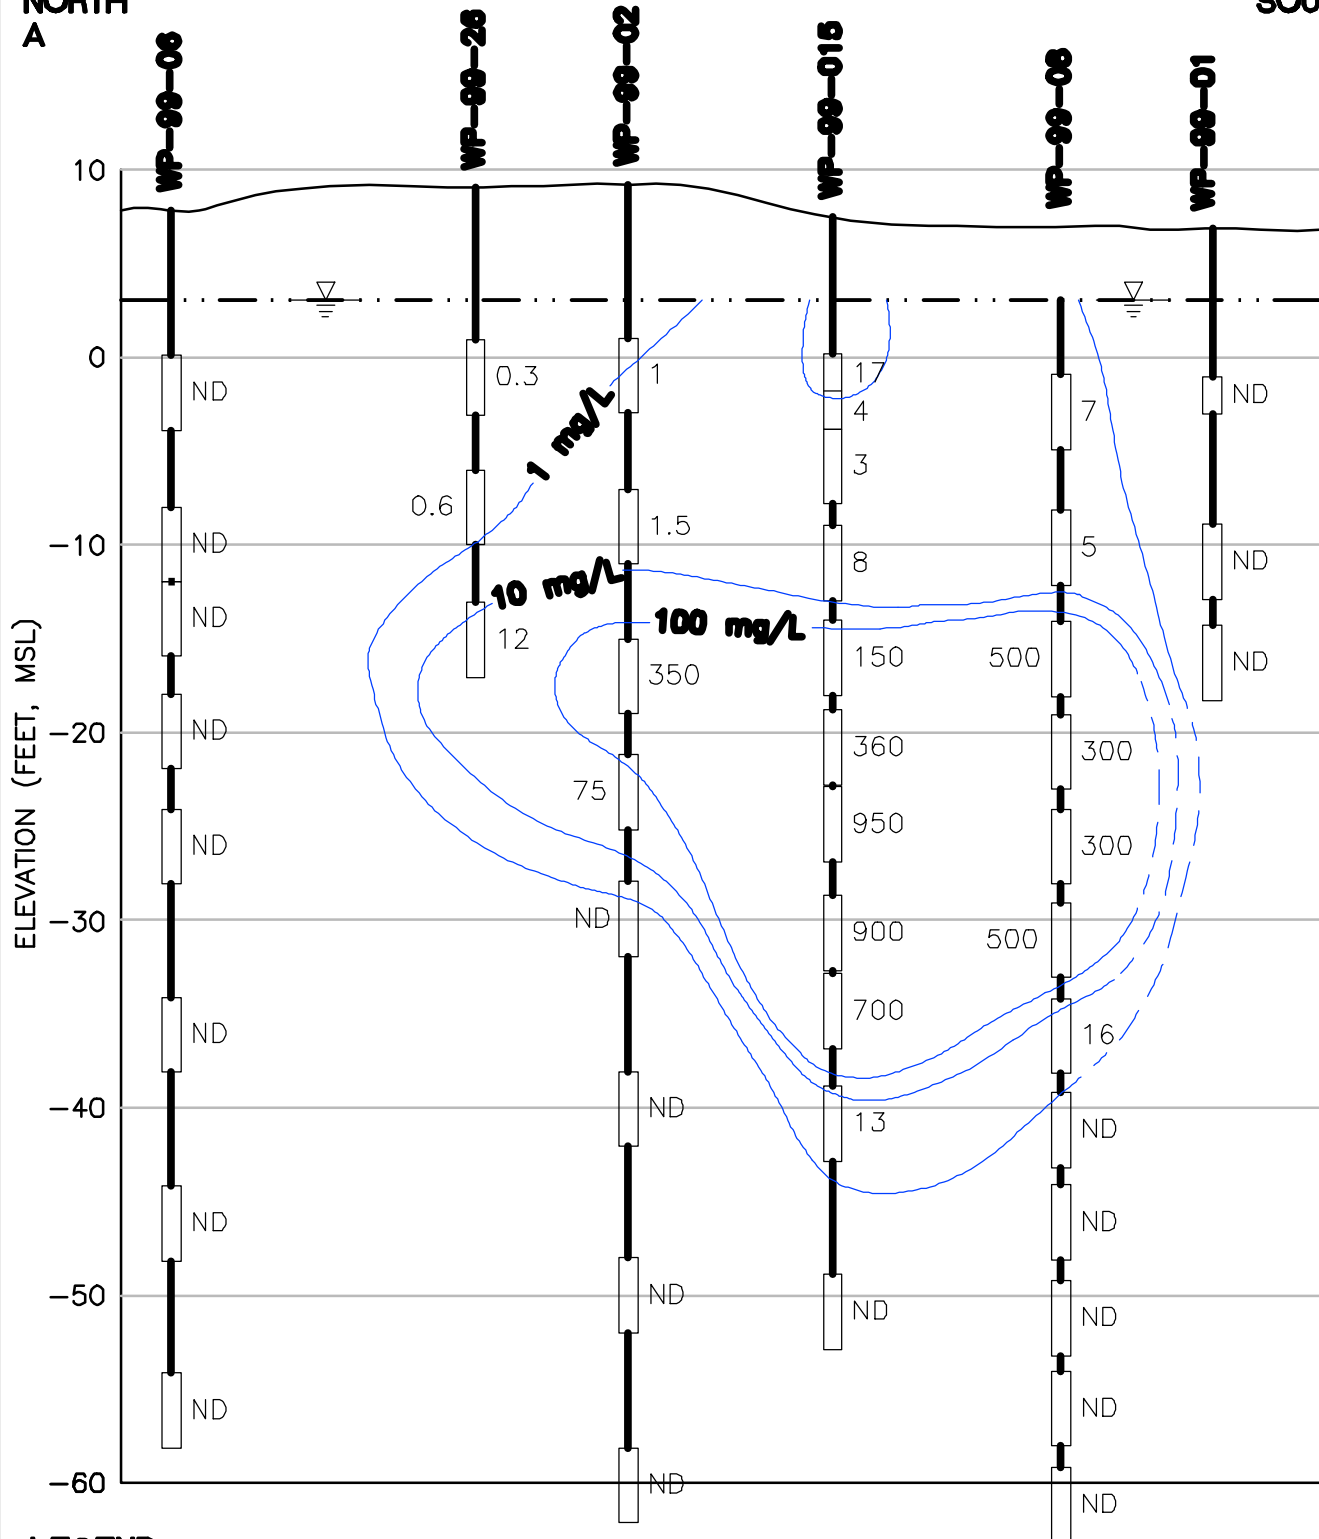 NORTH
A
WP-99-06
WP-99-26
WP-99-02
WP-99-015
WP-99-08
WP-99-01
ELEVATION (FEET, MSL)
10
0
-10
-20
-30
-40
-50
-60
ND
ND
ND
ND
ND
ND
ND
ND
0.3
0.6
12
1
1.5
350
75
ND
ND
ND
ND
17
4
3
8
150
360
950
900
700
13
ND
7
5
500
300
300
500
16
ND
ND
ND
ND
ND
ND
ND
ND
1 mg/L
10 mg/L
100 mg/L